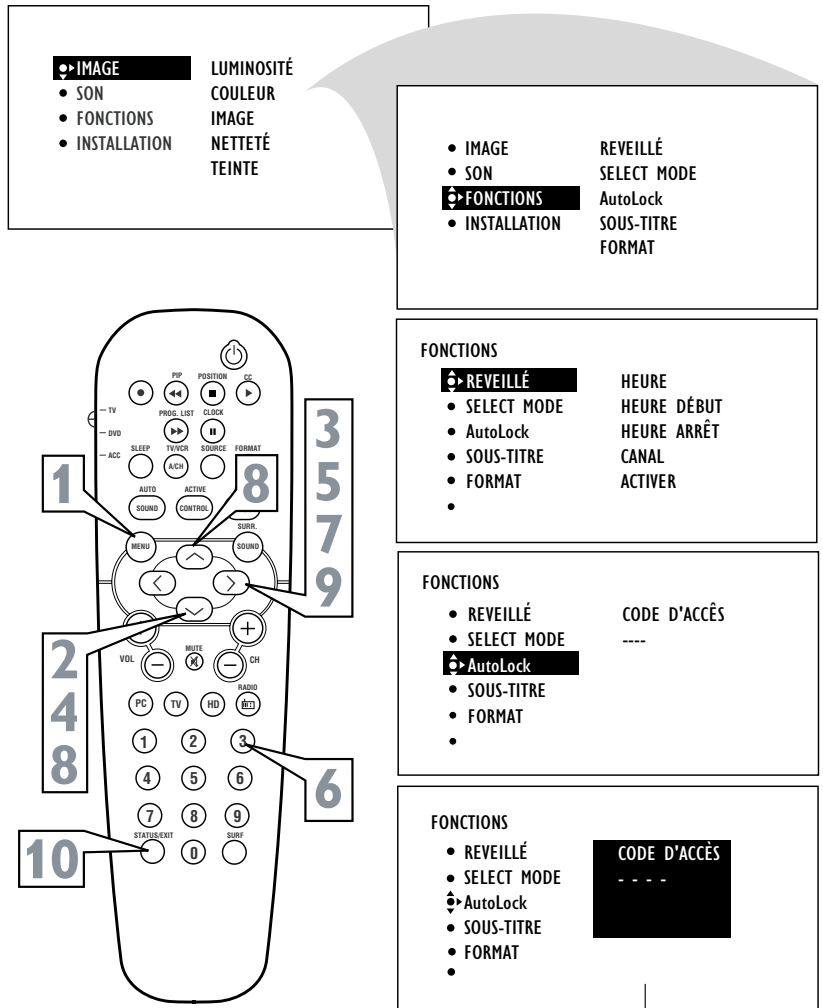 IMAGE LUMINOSITÉ
SON COULEUR
FONCTIONS IMAGE
INSTALLATION NETTETÉ
TEINTE
IMAGE REVEILLÉ
SON SELECT MODE
FONCTIONS AutoLock
INSTALLATION SOUS-TITRE
FORMAT
FONCTIONS
REVEILLÉ HEURE
SELECT MODE HEURE DÉBUT
AutoLock HEURE ARRÊT
SOUS-TITRE CANAL
FORMAT ACTIVER
FONCTIONS
REVEILLÉ CODE D'ACCÊS
SELECT MODE ----
AutoLock
SOUS-TITRE
FORMAT
FONCTIONS
REVEILLÉ CODE D'ACCÈS
SELECT MODE - - - -
AutoLock
SOUS-TITRE
FORMAT
PIP POSITION CC
TV
PROG. LIST CLOCK
DVD
ACC SLEEP TV/VCR SOURCE FORMAT
A/CH
AUTO ACTIVE
SOUND CONTROL
SURR.
MENU SOUND
VOL MUTE CH
RADIO
PC TV HD
1 2 3
4 5 6
7 8 9
STATUS/EXIT SURF
0
1
8
3
5
7
9
2
4
8
6
10